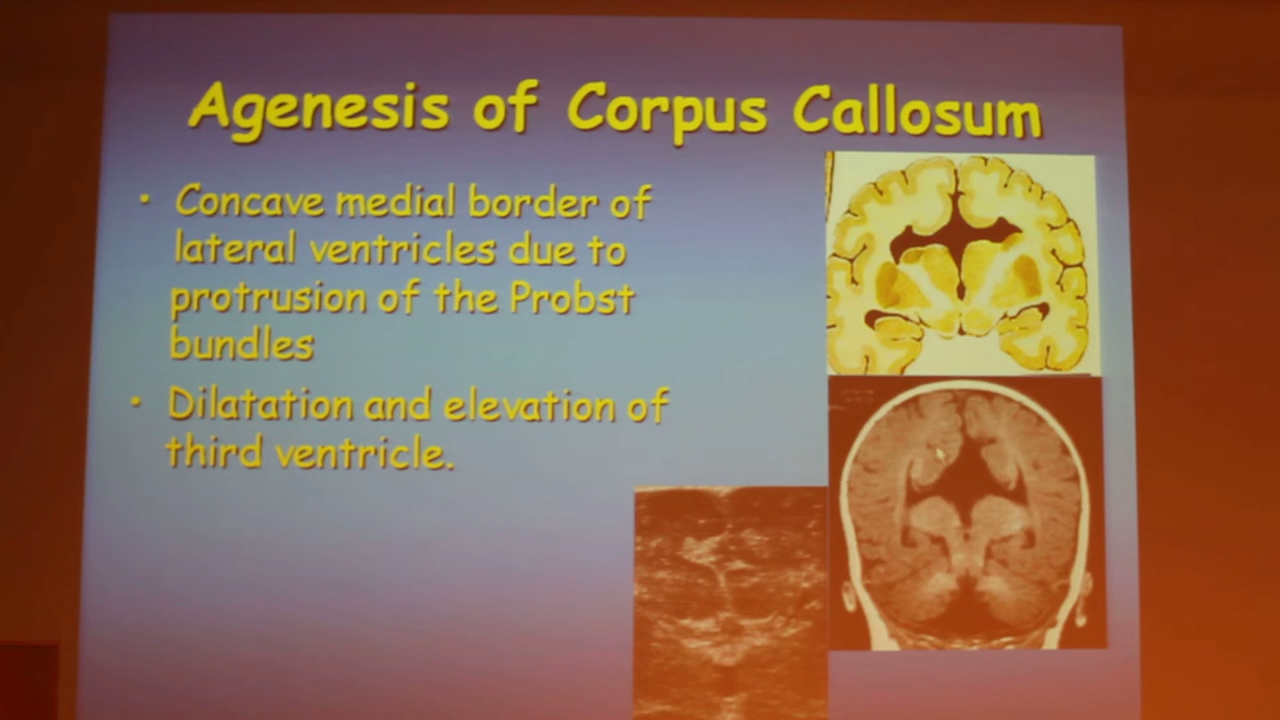 Agenesis of Corpus Callosum
• Concave medial border of
lateral ventricles due to
protrusion of the Probst
bundles
• Dilatation and elevation of
third ventricle.